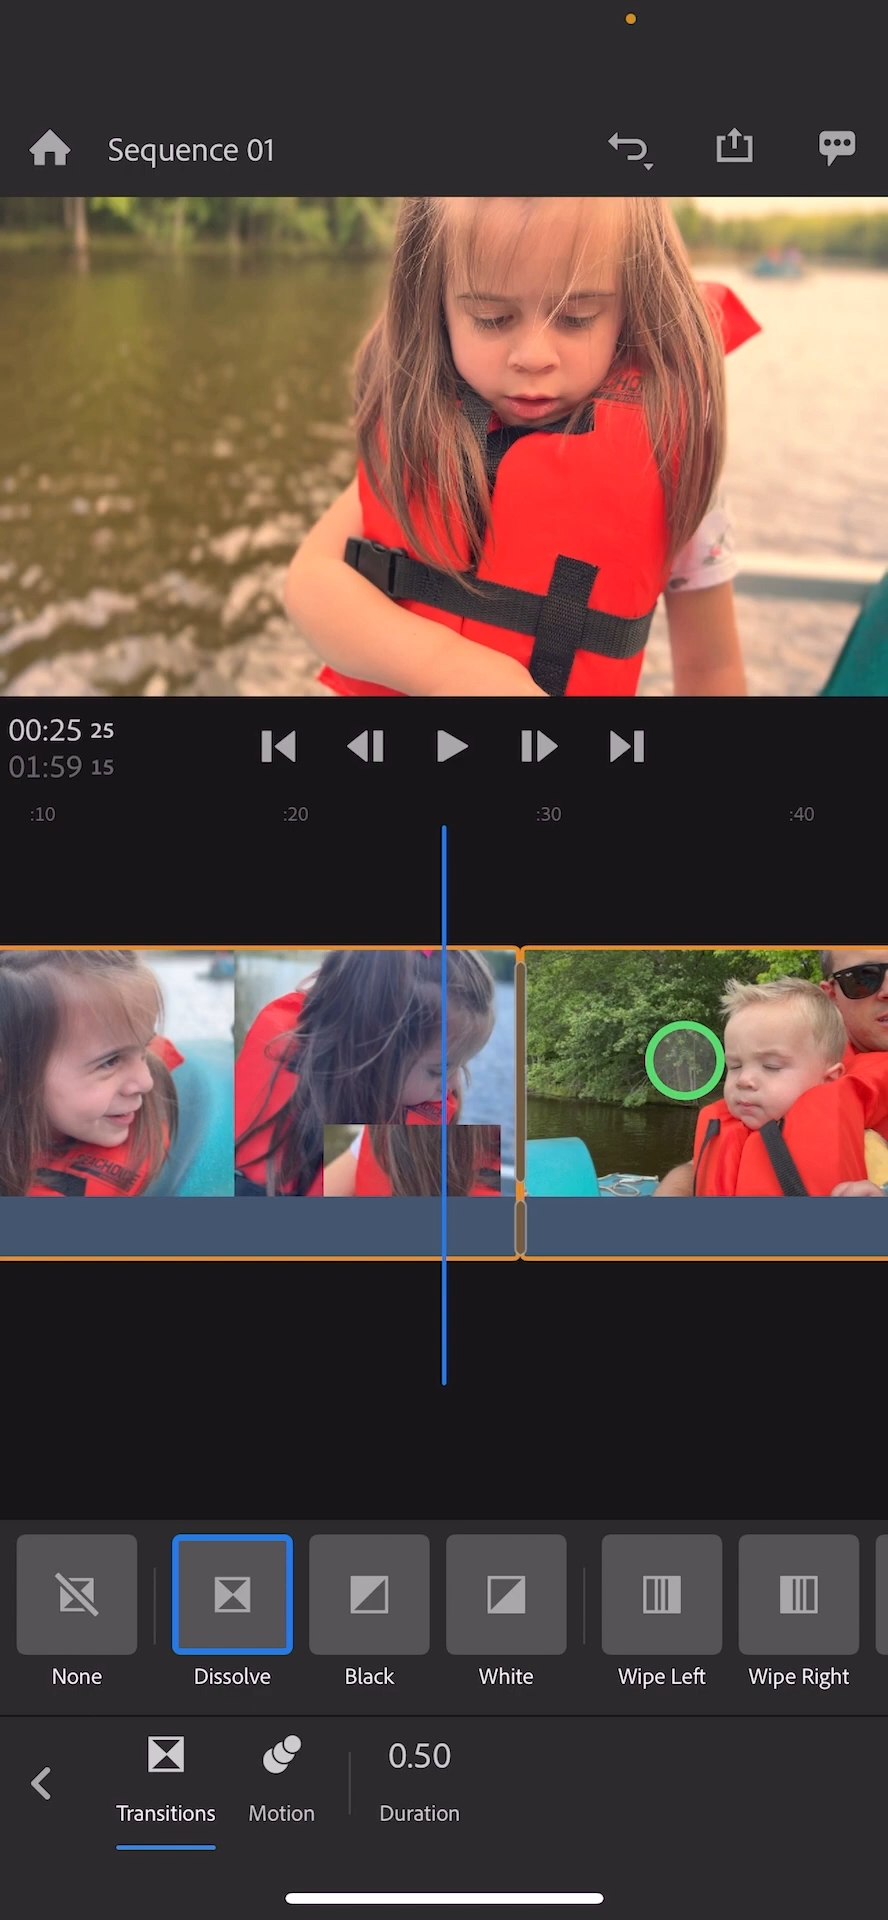 Sequence 01
00:25 25
01:59 15
:10 :20 :30 :40
SEACHOICE
None Dissolve Black White Wipe Left Wipe Right
0.50
Transitions Motion Duration